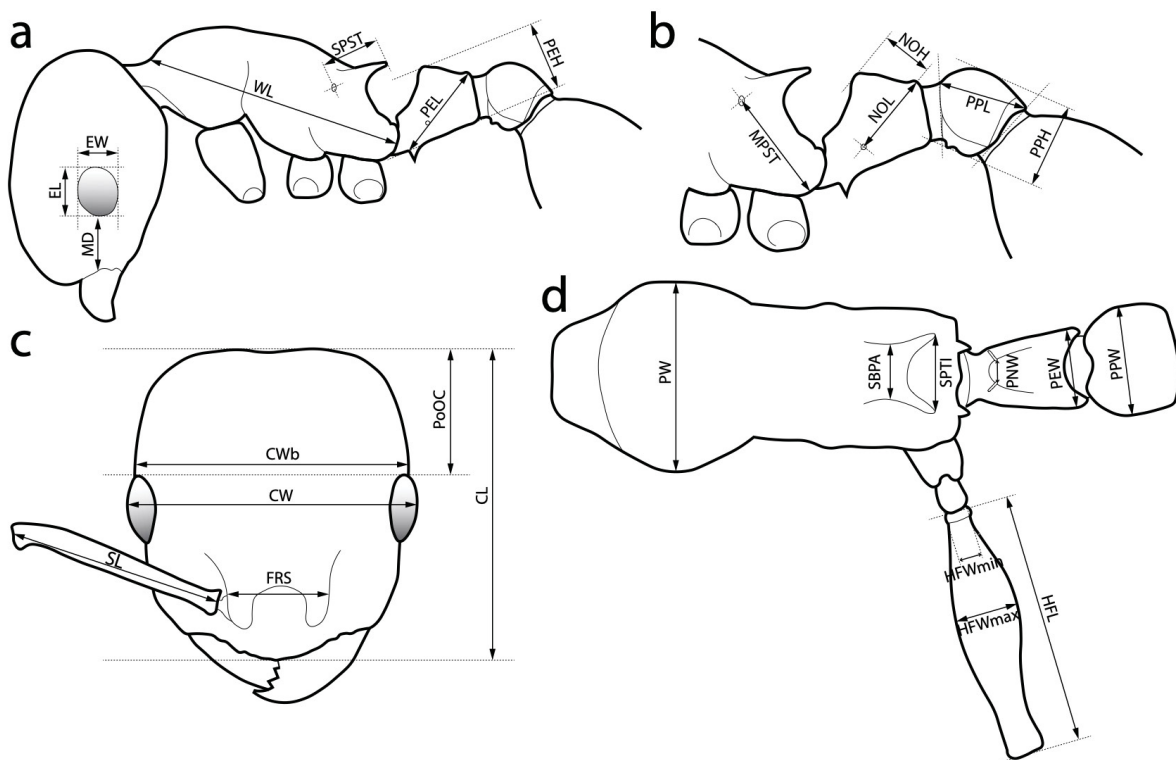 a
SPST
PEH
WL
PEL
EW
EL
MD
b
NOH
NOL
PPL
MPST
PPH
c
PoOC
CWb
CW
CL
SL
FRS
d
PW
SBPA
SPTI
PNW
PEW
PPW
HFWmin
HFWmax
HFL